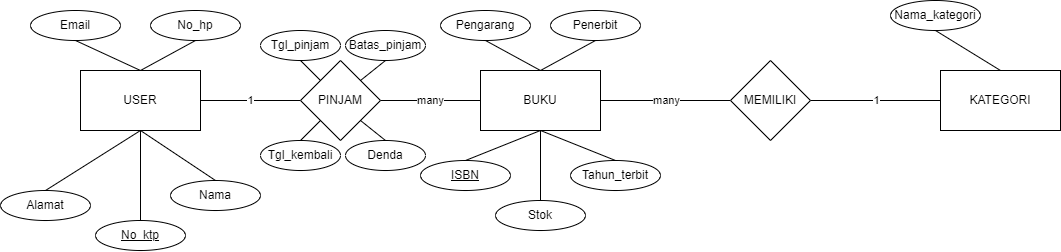 Email
No_hp
Tgl_pinjam
Batas_pinjam
Pengarang
Penerbit
Nama_kategori
USER
1
PINJAM
many
BUKU
many
MEMILIKI
1
KATEGORI
Tgl_kembali
Denda
ISBN
Tahun_terbit
Alamat
Nama
No_ktp
Stok